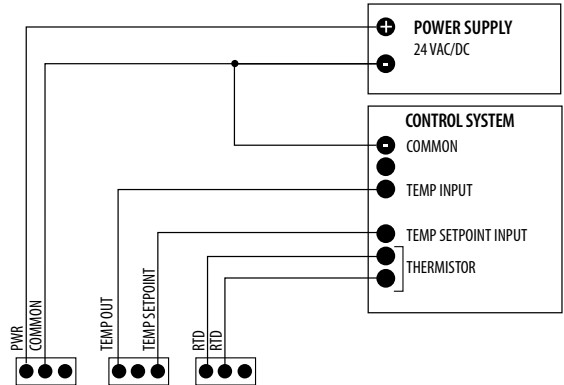 POWER SUPPLY
24 VAC/DC
CONTROL SYSTEM
COMMON
TEMP INPUT
TEMP SETPOINT INPUT
THERMISTOR
PWR
COMMON
TEMP OUT
TEMP SETPOINT
RTD
RTD